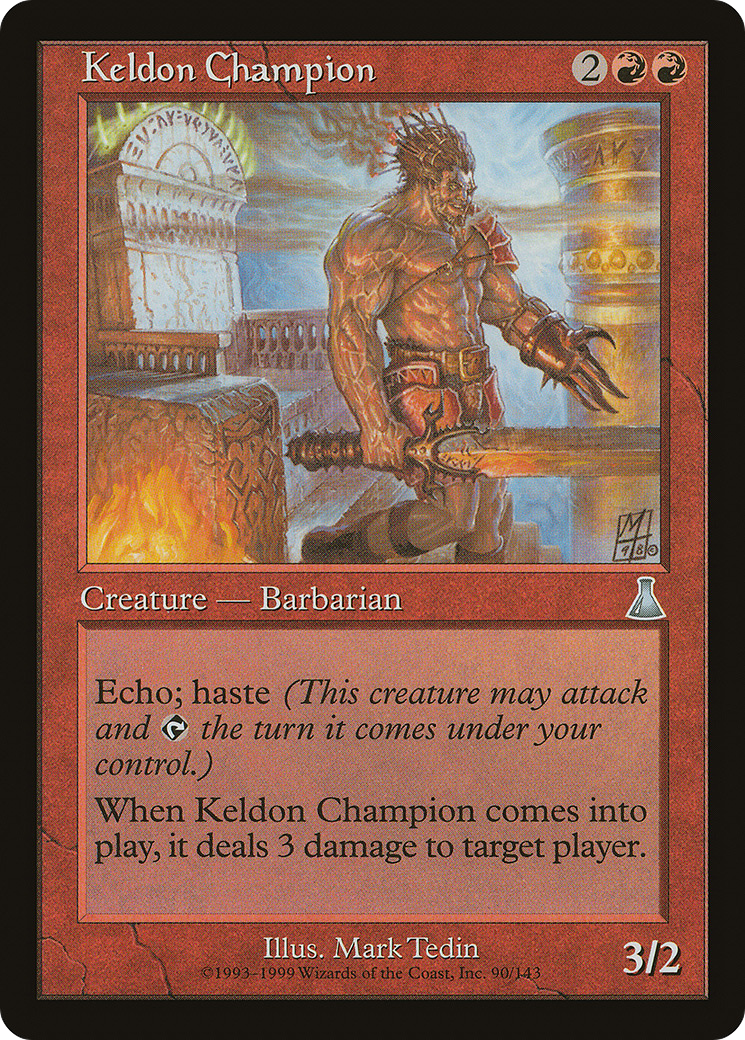 Keldon Champion 2
Creature — Barbarian
Echo; haste (This creature may attack
and the turn it comes under your
control.)
When Keldon Champion comes into
play, it deals 3 damage to target player.
Illus. Mark Tedin
3/2
©1993–1999 Wizards of the Coast, Inc. 90/143